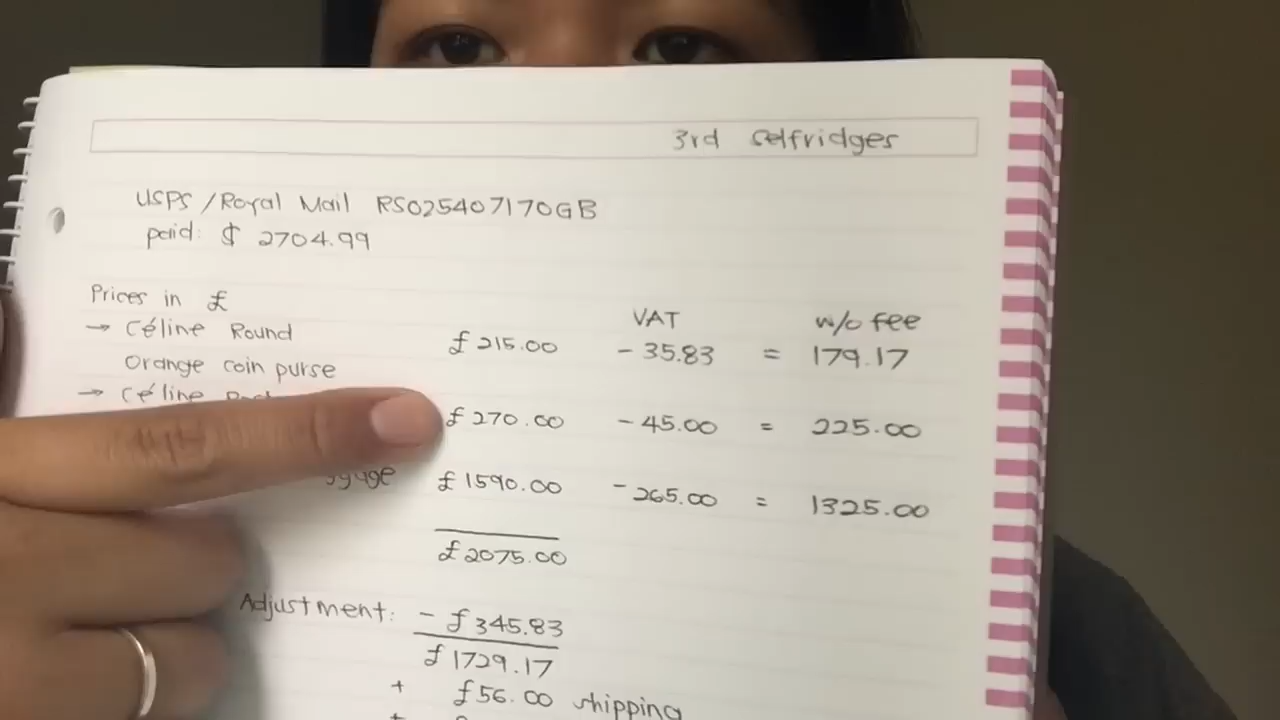 3rd Selfridges
USPS / Royal Mail RS025407170GB
paid: $ 2704.99
Prices in £
VAT w/o fee
→ Céline Round £215.00 - 35.83 = 179.17
Orange coin purse
→ Céline
£270.00 - 45.00 = 225.00
£1590.00 - 265.00 = 1325.00
£2075.00
Adjustment: - £345.83
£1729.17
+ £56.00 shipping
+